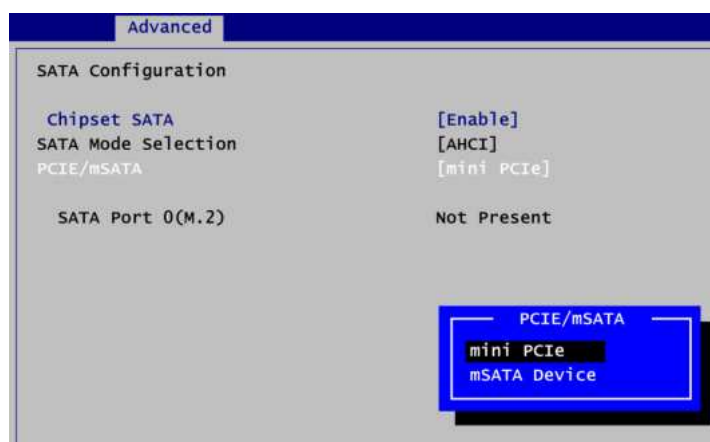 Advanced
SATA Configuration
Chipset SATA [Enable]
SATA Mode Selection [AHCI]
PCIE/mSATA [mini PCIe]
SATA Port 0(M.2) Not Present
PCIE/mSATA
mini PCIe
mSATA Device